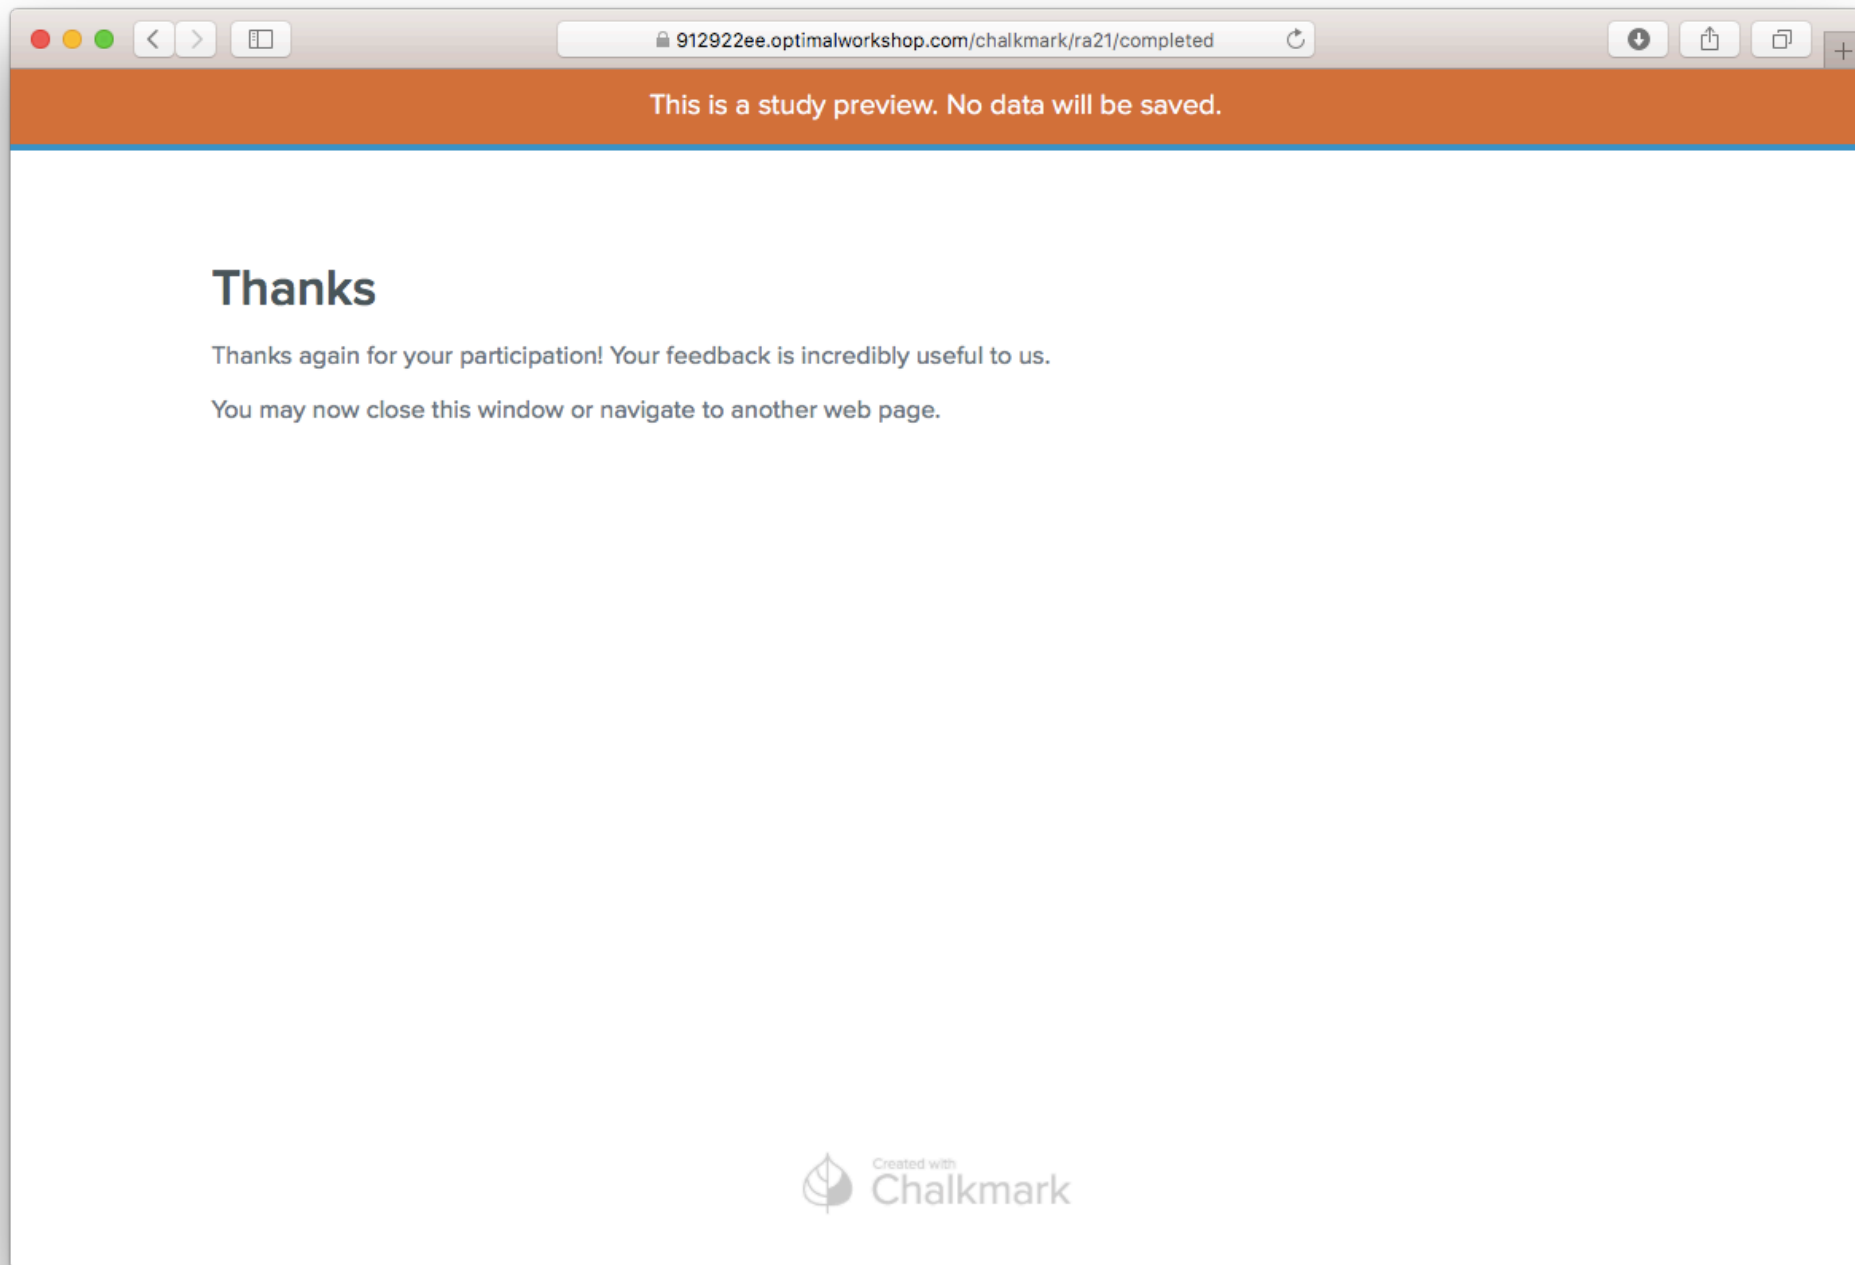 912922ee.optimalworkshop.com/chalkmark/ra21/completed
This is a study preview. No data will be saved.
Thanks
Thanks again for your participation! Your feedback is incredibly useful to us.
You may now close this window or navigate to another web page.
Created with
Chalkmark